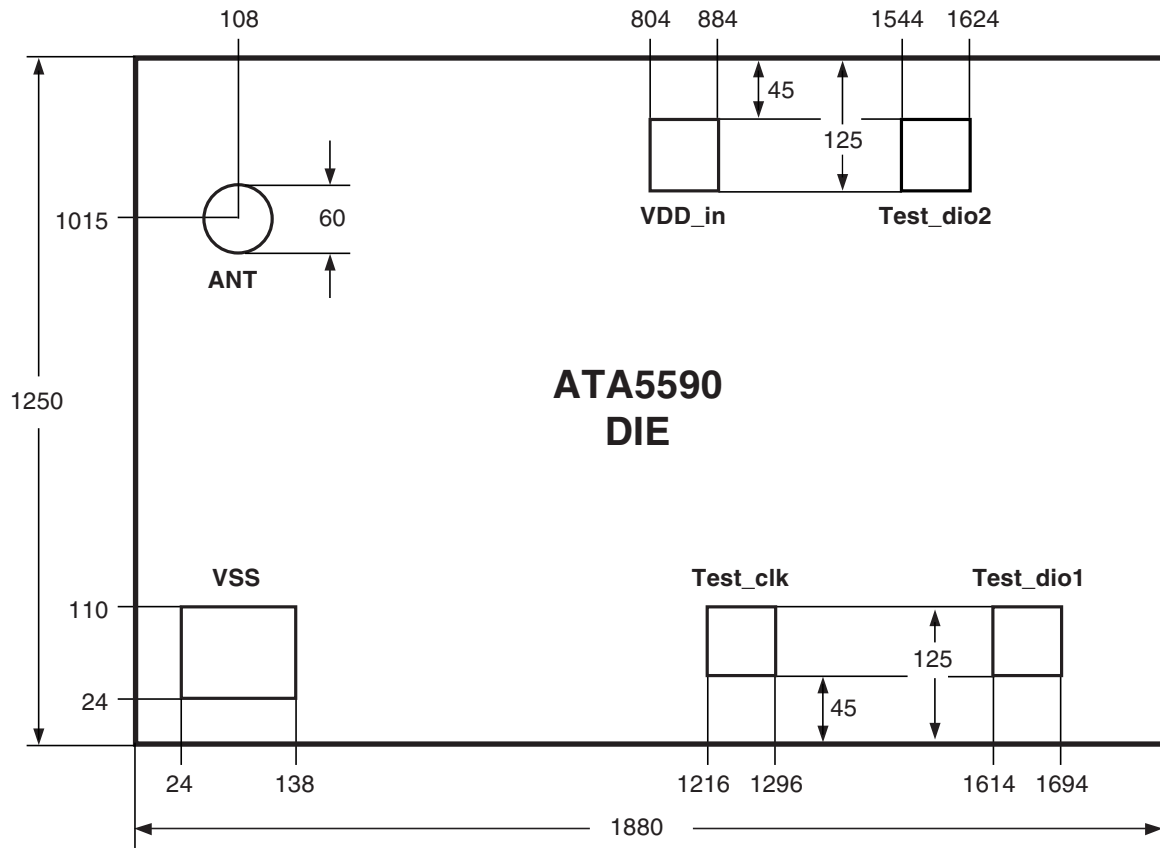 108
804 884
1544 1624
45
125
1015
60
VDD_in
Test_dio2
ANT
ATA5590
DIE
1250
VSS
Test_clk
Test_dio1
110
125
24
45
24 138
1216 1296
1614 1694
1880